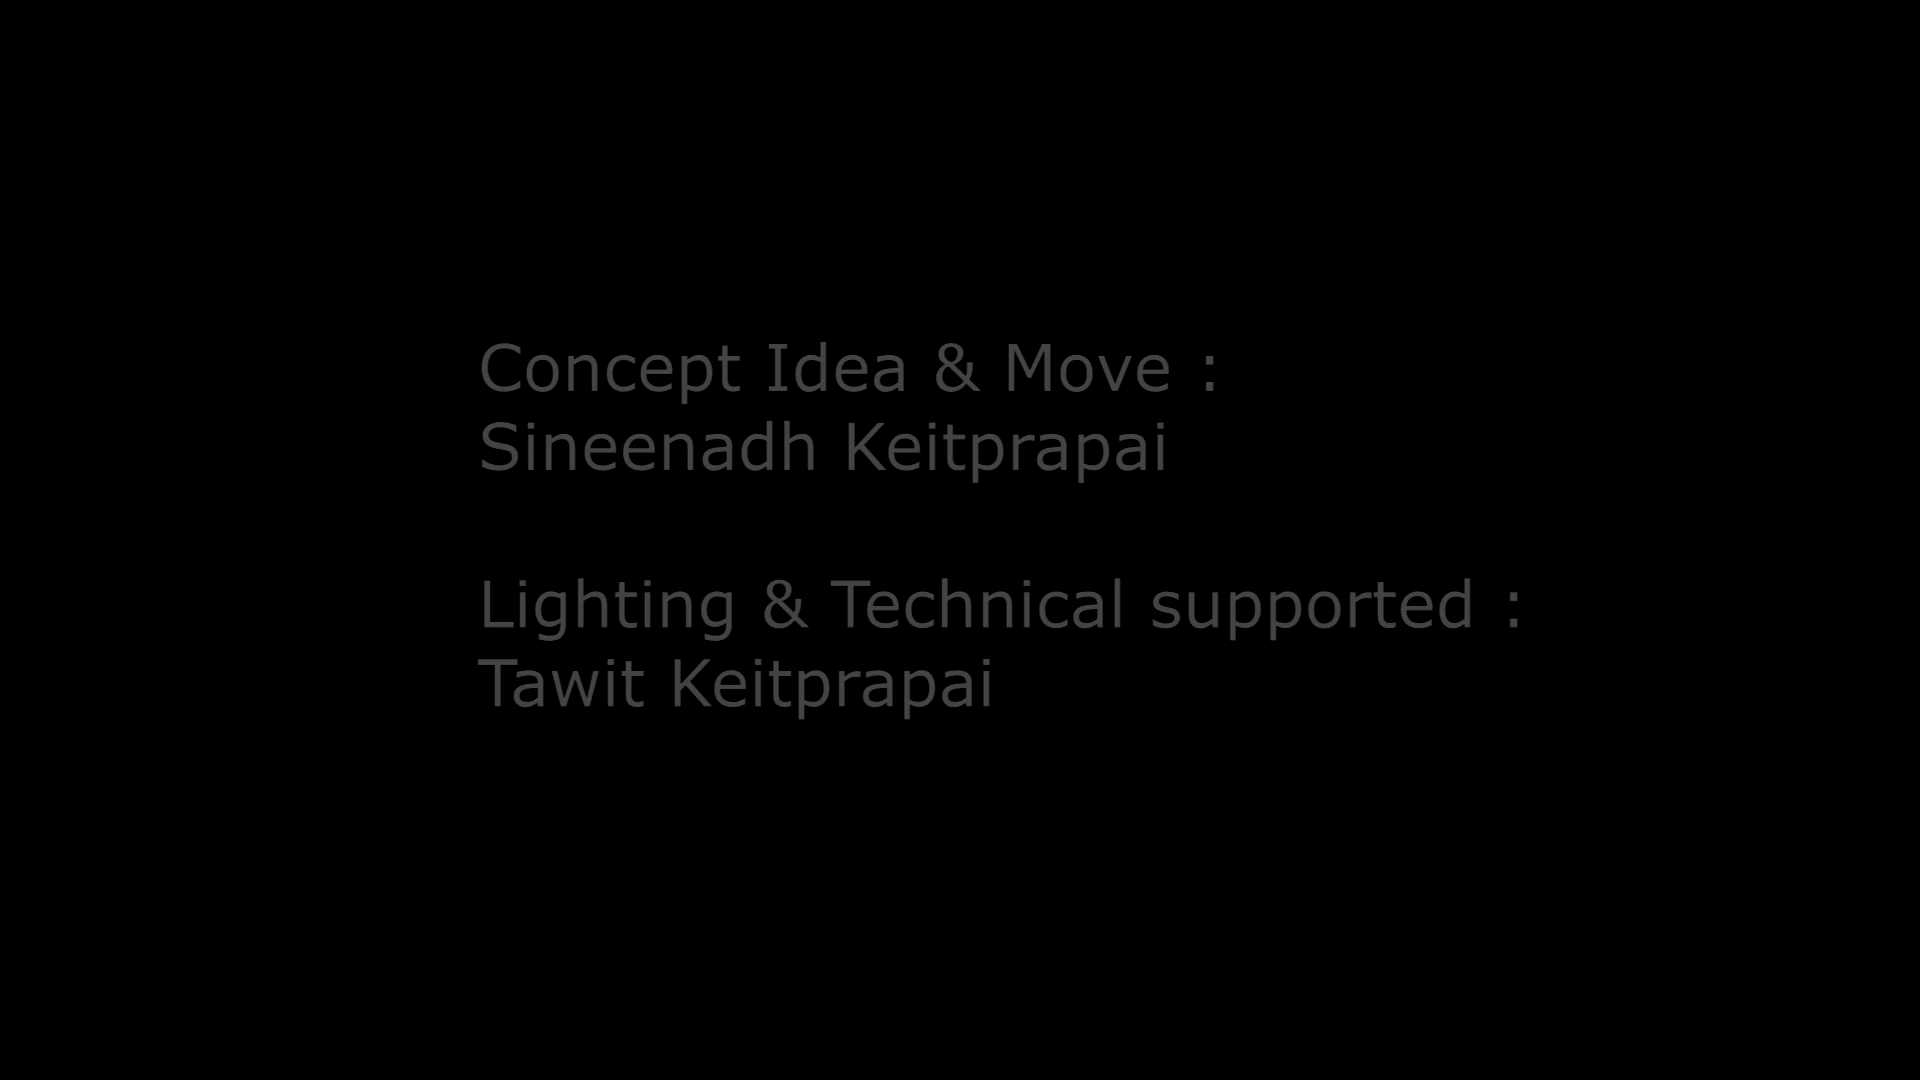 Concept Idea & Move :
Sineenadh Keitprapai
Lighting & Technical supported :
Tawit Keitprapai